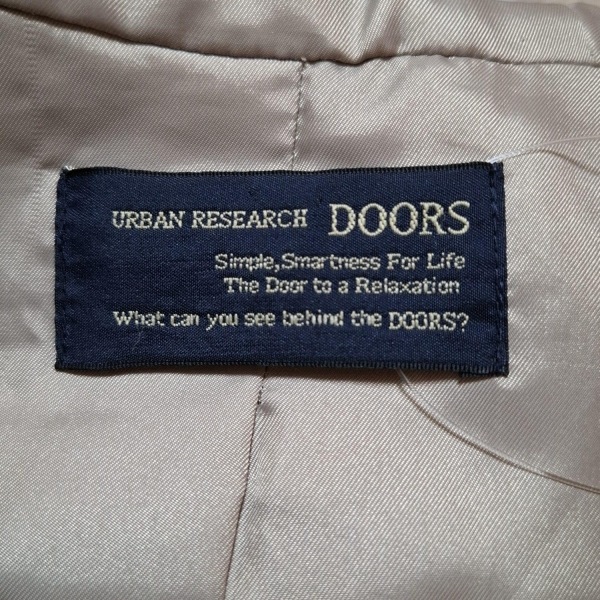 URBAN RESEARCH DOORS
Simple,Smartness For Life
The Door to a Relaxation
What can you see behind the DOORS?